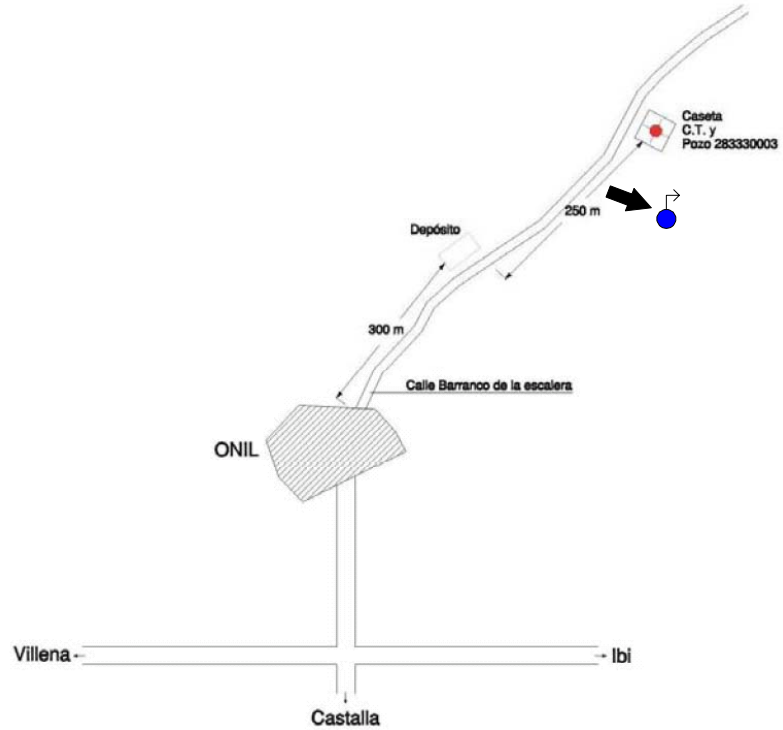 Caseta
C.T. y
Pozo 283330003
250 m
Depósito
300 m
Calle Barranco de la escalera
ONIL
Villena
Ibi
Castalla